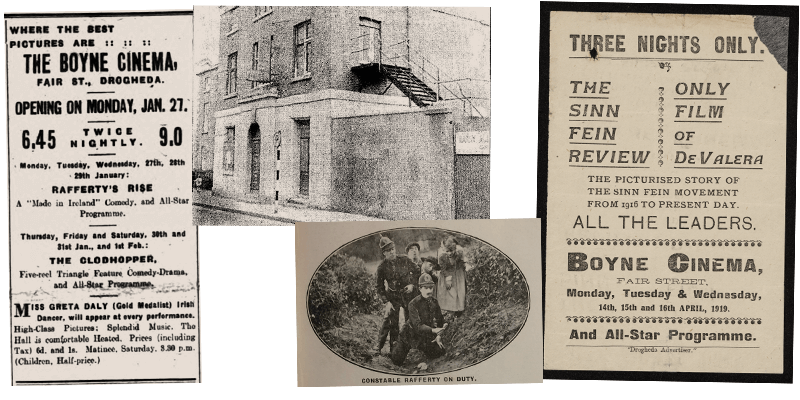 WHERE THE BEST
PICTURES ARE :: :: ::
THE BOYNE CINEMA,
FAIR ST., DROGHEDA.
OPENING ON MONDAY, JAN. 27.
6,45 TWICE NIGHTLY. 9.0
Monday, Tuesday, Wednesday, 27th, 28th
29th January:
RAFFERTY'S RISE
A "Made in Ireland" Comedy, and All-Star
Programme.
Thursday, Friday and Saturday, 30th and
31st Jan., and 1st Feb.:
THE CLODHOPPER,
Five-reel Triangle Feature Comedy-Drama,
and All-Star Programme,
MISS GRETA DALY (Gold Medalist) Irish
Dancer, will appear at every performance.
High-Class Pictures; Splendid Music. The
Hall is comfortable Heated. Prices (including
Tax) 6d. and 1s. Matinee, Saturday, 3.30 p.m.
(Children, Half-price.)
CONSTABLE RAFFERTY ON DUTY.
THREE NIGHTS ONLY.
THE ONLY
SINN FILM
FEIN OF
REVIEW DEVALERA
THE PICTURISED STORY OF
THE SINN FEIN MOVEMENT
FROM 1916 TO PRESENT DAY.
ALL THE LEADERS.
BOYNE CINEMA,
FAIR STREET,
Monday, Tuesday & Wednesday,
14th, 15th and 16th APRIL, 1919.
And All-Star Programme.
"Drogheda Advertiser."